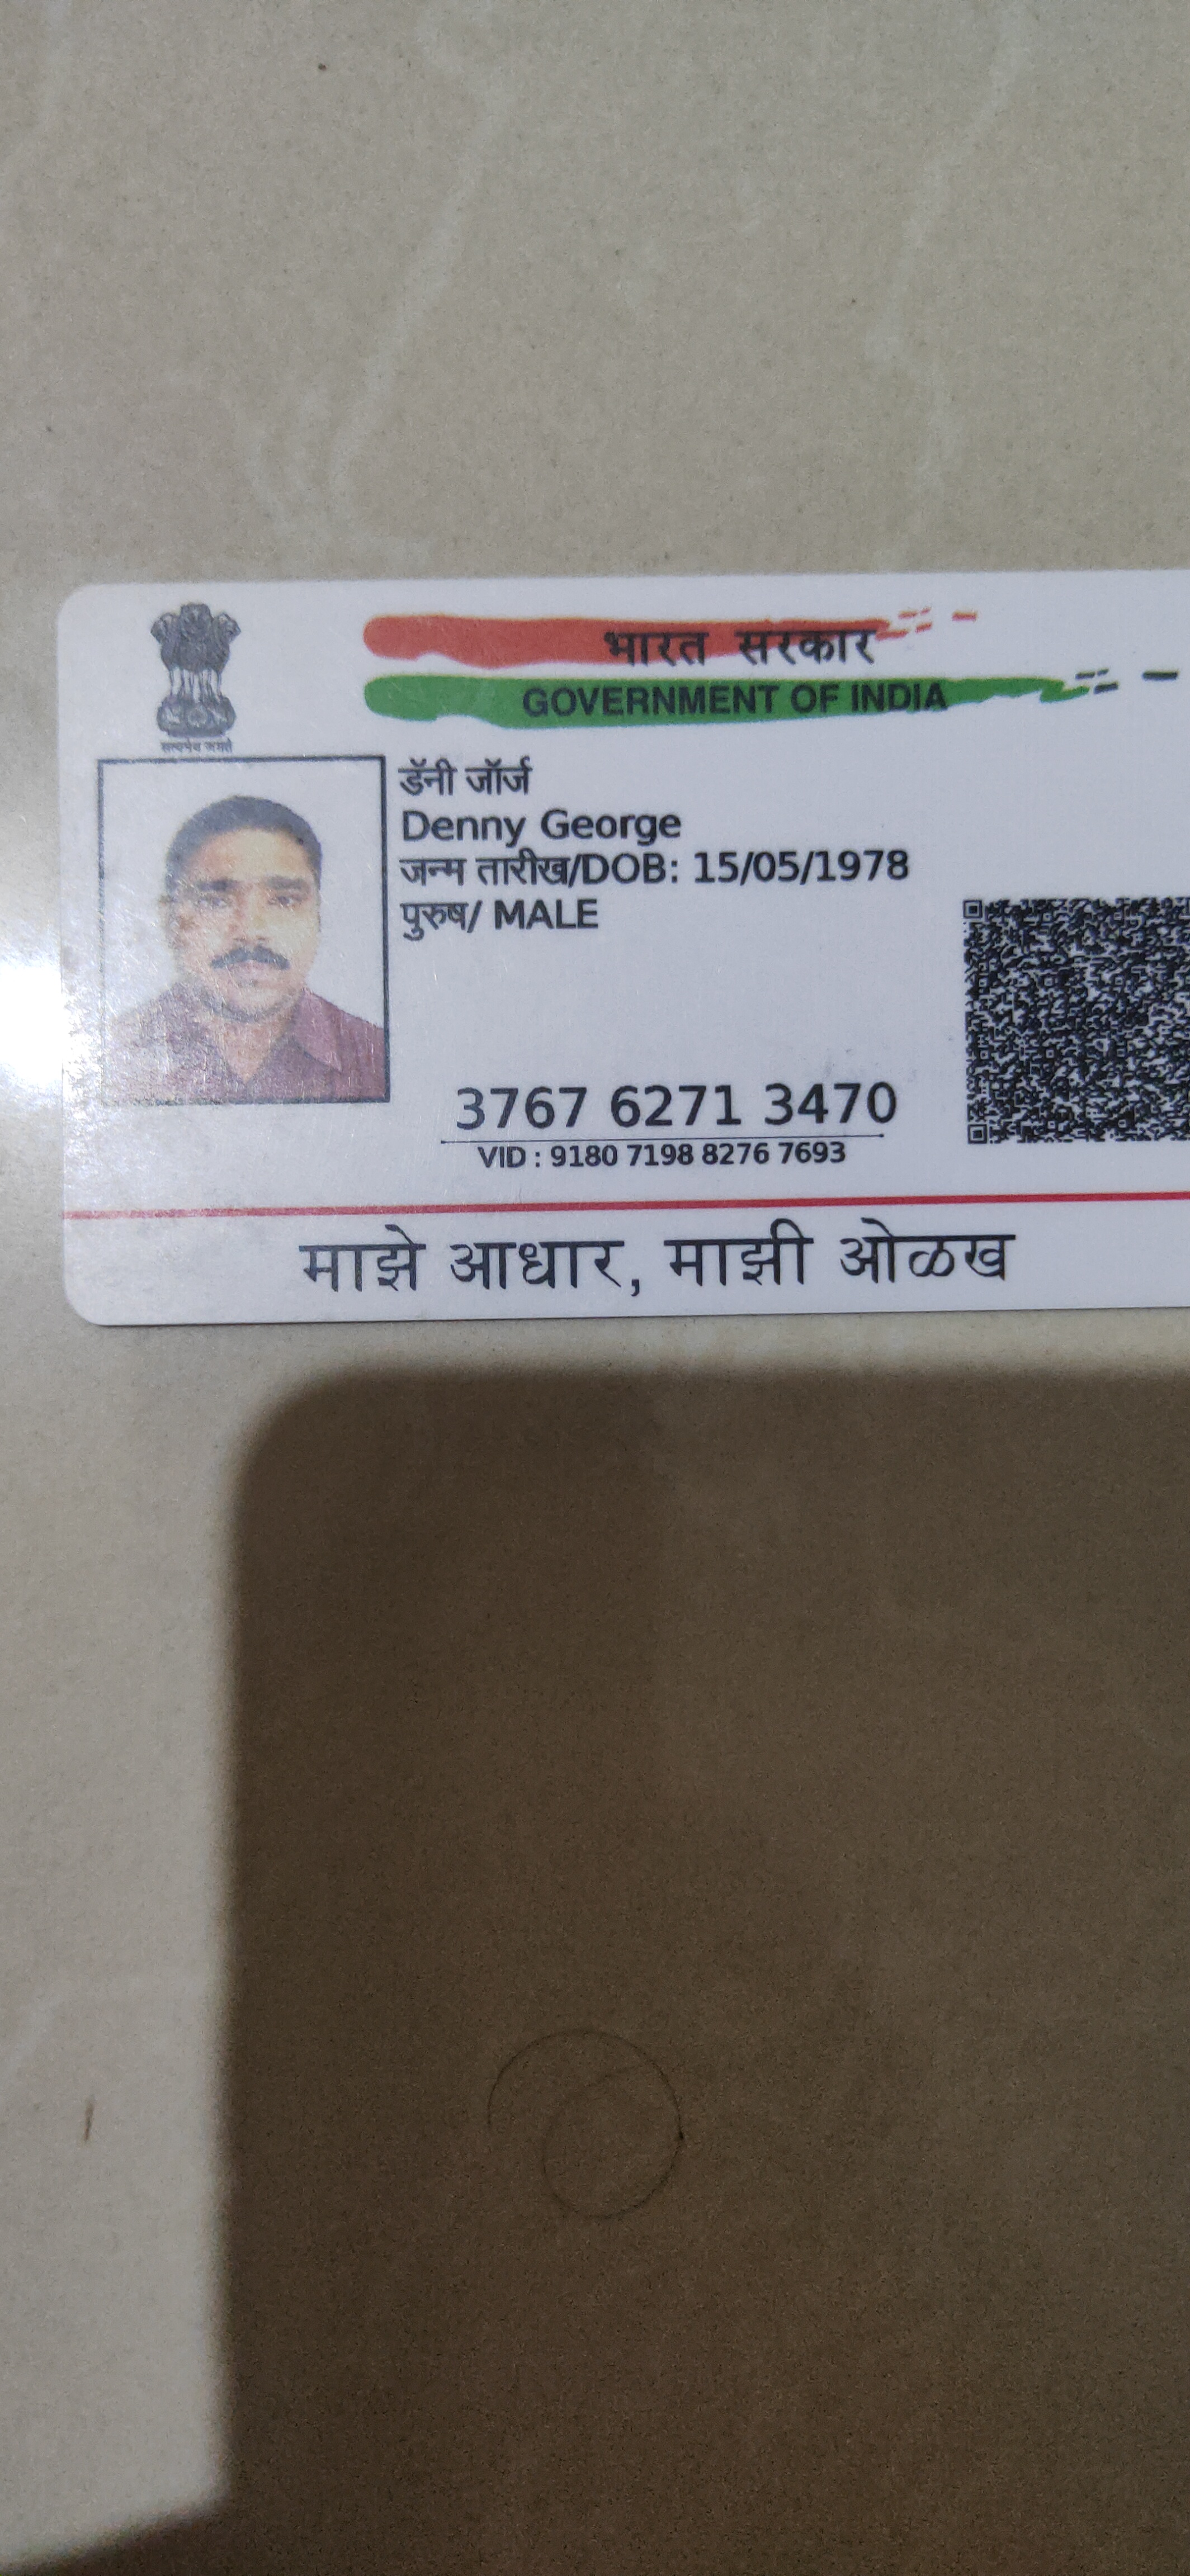 भारत सरकार
GOVERNMENT OF INDIA
सत्यमेव जयते
डॅनी जॉर्ज
Denny George
जन्म तारीख/DOB: 15/05/1978
पुरुष/ MALE
3767 6271 3470
VID : 9180 7198 8276 7693
माझे आधार, माझी ओळख